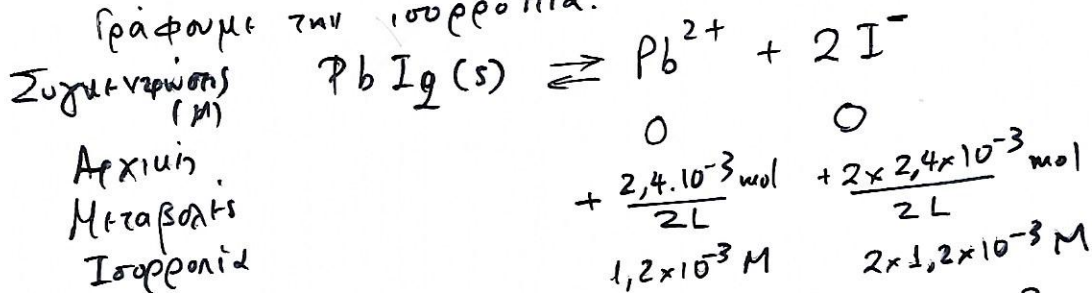 Γράφουμε την ισορροπία.
Συγκεντρώσεις PbI₂(s) ⇌ Pb²⁺ + 2I⁻
(M)
Αρχική 0 0
Μεταβολές + 2,4.10⁻³ mol / 2L + 2×2,4×10⁻³ mol / 2L
Ισορροπία 1,2×10⁻³ M 2×1,2×10⁻³ M